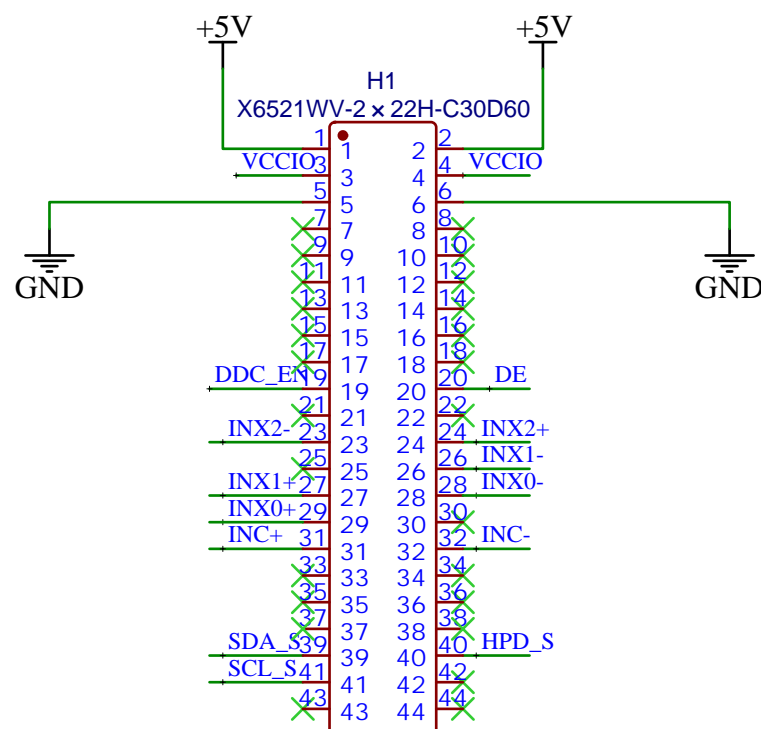 +5V +5V
H1
X6521WV-2×22H-C30D60
1 1 2 2
VCCIO 3 3 4 4 VCCIO
5 5 6 6
GND GND
7 7 8 8
9 9 10 10
11 11 12 12
13 13 14 14
15 15 16 16
17 17 18 18
DDC_EN 19 19 20 20 DE
21 21 22 22
INX2- 23 23 24 24 INX2+
25 25 26 26 INX1-
INX1+ 27 27 28 28 INX0-
INX0+ 29 29 30 30
INC+ 31 31 32 32 INC-
33 33 34 34
35 35 36 36
37 37 38 38
SDA_S 39 39 40 40 HPD_S
SCL_S 41 41 42 42
43 43 44 44